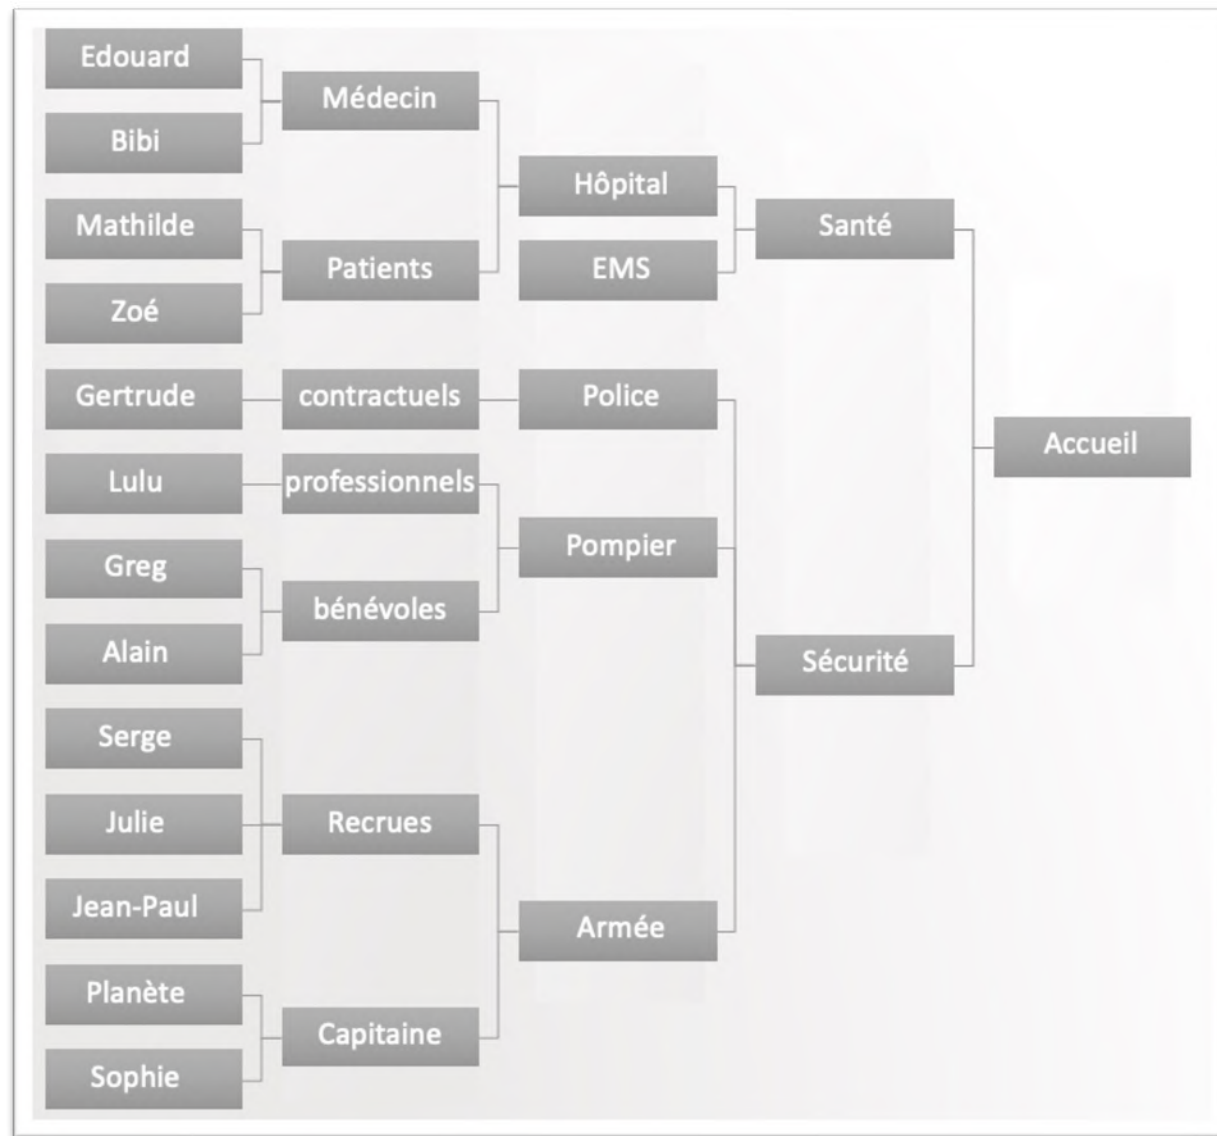 Edouard
Bibi
Mathilde
Zoé
Gertrude
Lulu
Greg
Alain
Serge
Julie
Jean-Paul
Planète
Sophie
Médecin
Patients
contractuels
professionnels
bénévoles
Recrues
Capitaine
Hôpital
EMS
Police
Pompier
Armée
Santé
Sécurité
Accueil